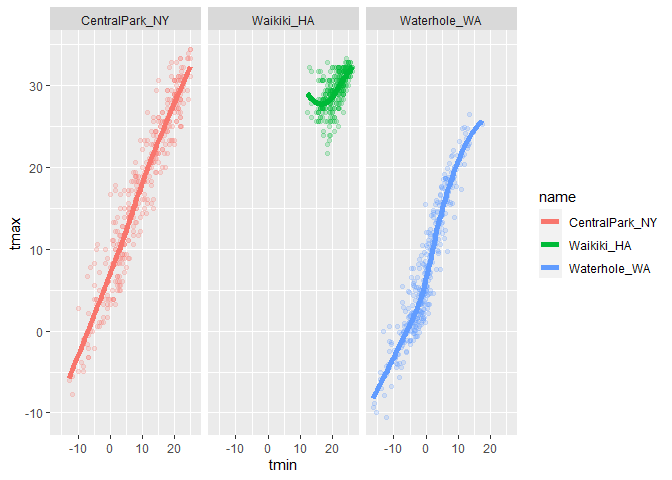 CentralPark_NY Waikiki_HA Waterhole_WA
30
20
10
0
-10
tmax
-10 0 10 20 -10 0 10 20 -10 0 10 20
tmin
name
CentralPark_NY
Waikiki_HA
Waterhole_WA